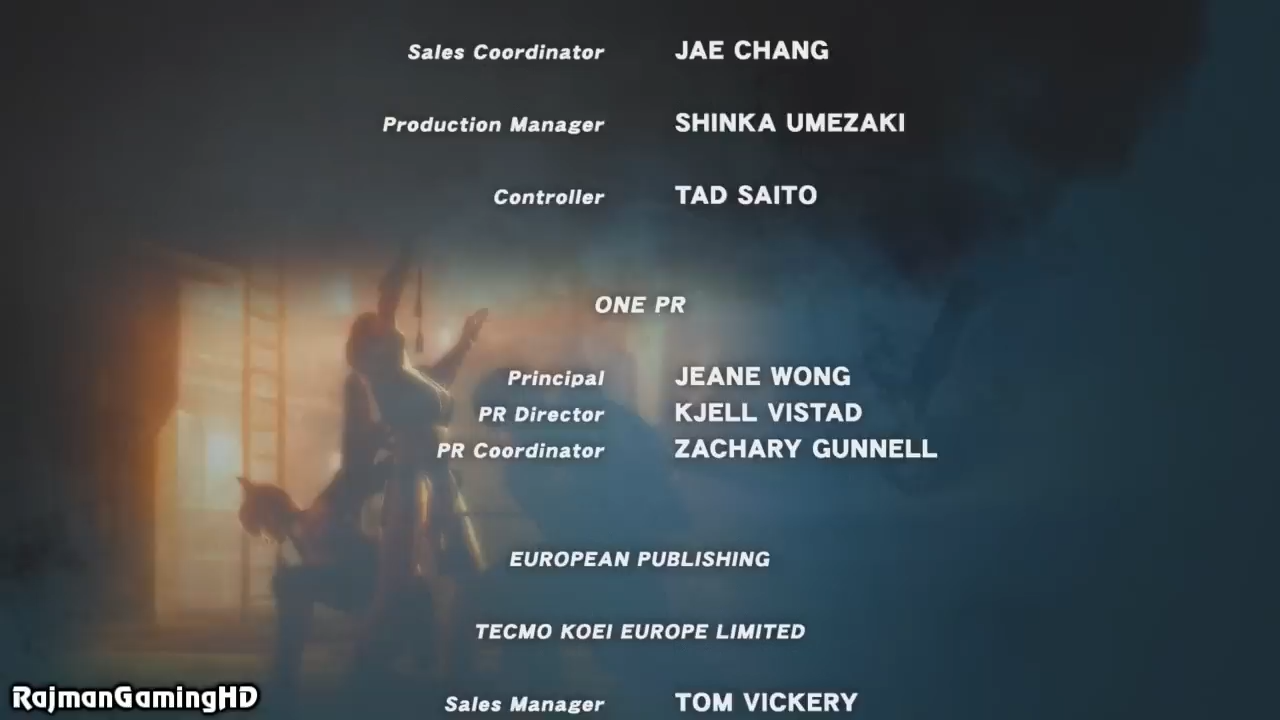 Sales Coordinator JAE CHANG
Production Manager SHINKA UMEZAKI
Controller TAD SAITO
ONE PR
Principal JEANE WONG
PR Director KJELL VISTAD
PR Coordinator ZACHARY GUNNELL
EUROPEAN PUBLISHING
TECMO KOEI EUROPE LIMITED
Sales Manager TOM VICKERY
RajmanGamingHD